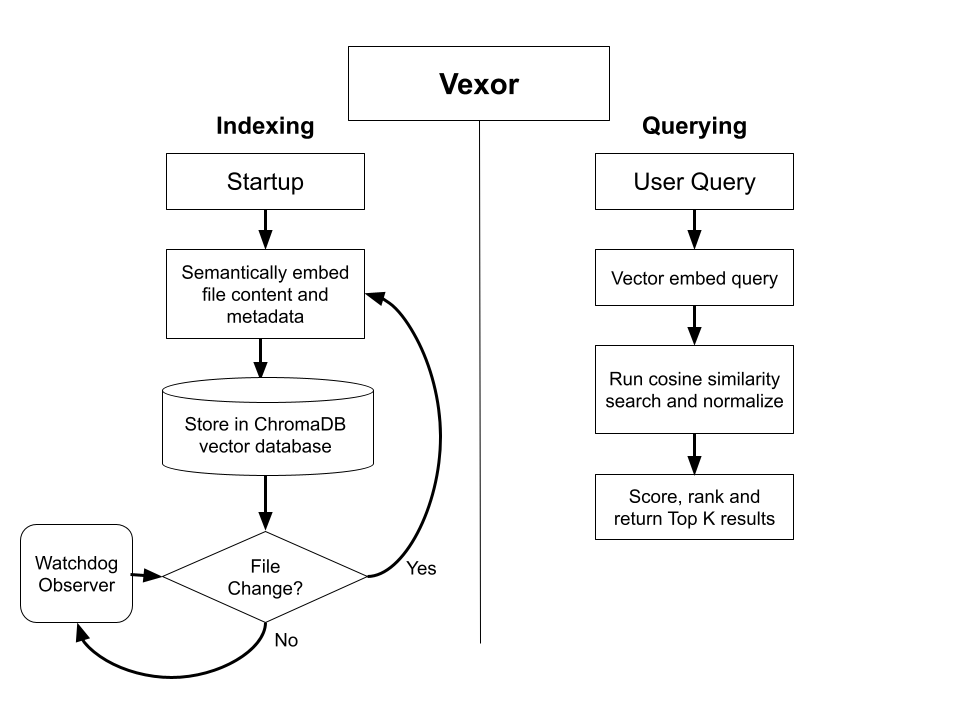 Vexor
Indexing
Startup
Semantically embed
file content and
metadata
Store in ChromaDB
vector database
File
Change?
Watchdog
Observer
Yes
No
Querying
User Query
Vector embed query
Run cosine similarity
search and normalize
Score, rank and
return Top K results